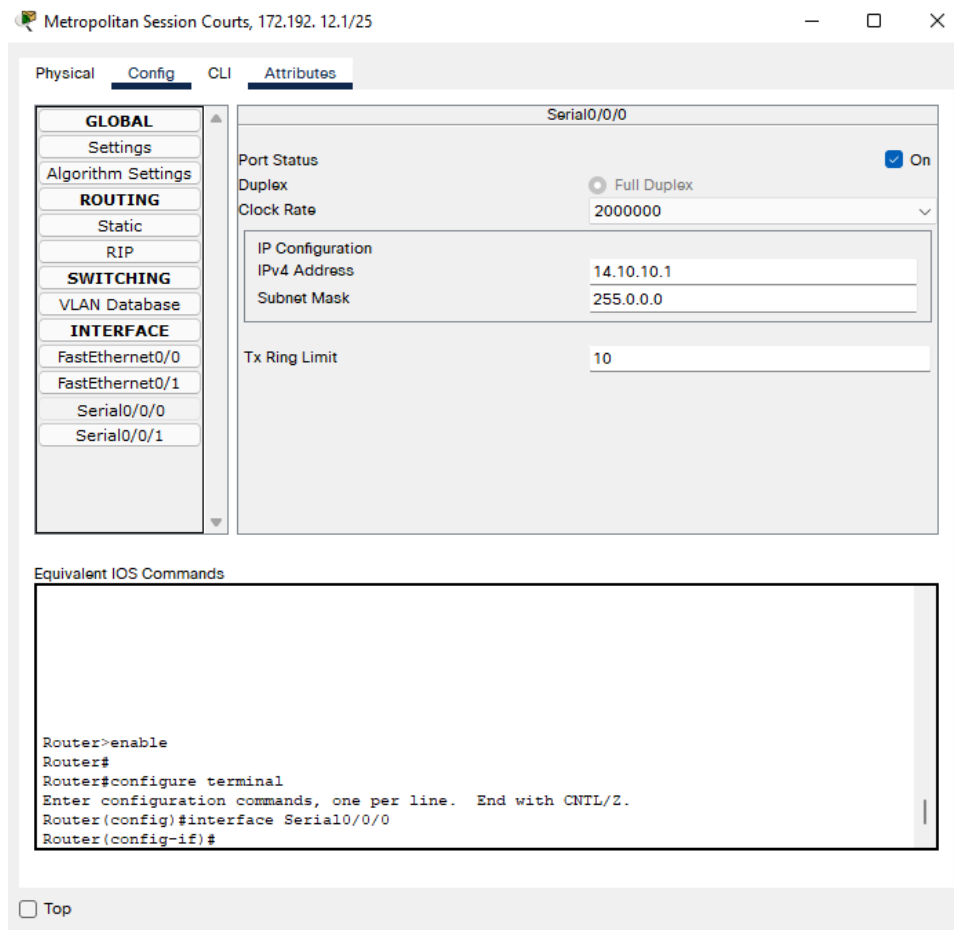 Metropolitan Session Courts, 172.192. 12.1/25
Physical Config CLI Attributes
GLOBAL
Settings
Algorithm Settings
ROUTING
Static
RIP
SWITCHING
VLAN Database
INTERFACE
FastEthernet0/0
FastEthernet0/1
Serial0/0/0
Serial0/0/1
Serial0/0/0
Port Status On
Duplex Full Duplex
Clock Rate 2000000
IP Configuration
IPv4 Address 14.10.10.1
Subnet Mask 255.0.0.0
Tx Ring Limit 10
Equivalent IOS Commands
Router>enable
Router#
Router#configure terminal
Enter configuration commands, one per line.  End with CNTL/Z.
Router(config)#interface Serial0/0/0
Router(config-if)#
Top